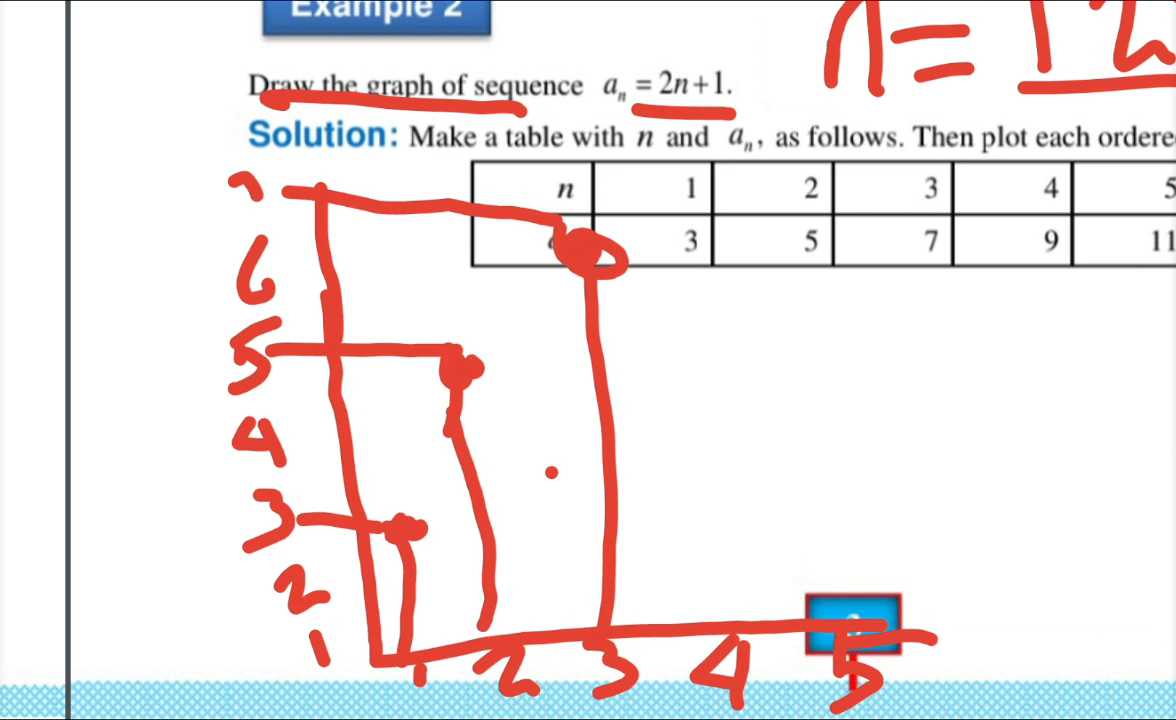 Example 2
n = 12
Draw the graph of sequence aₙ = 2n+1.
Solution: Make a table with n and aₙ, as follows. Then plot each ordere
n 1 2 3 4 5
3 5 7 9 11
7
6
5
4
3
2
1
1 2 3 4 5